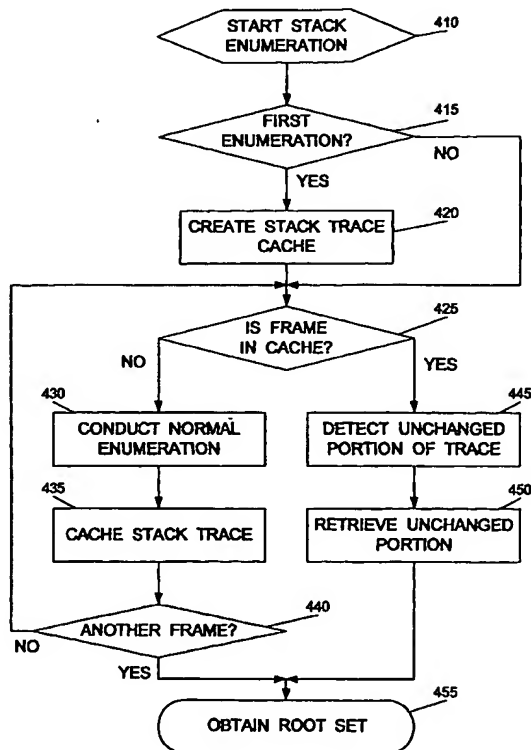 START STACK
ENUMERATION
410
FIRST
ENUMERATION?
415
NO
YES
CREATE STACK TRACE
CACHE
420
IS FRAME
IN CACHE?
425
NO
YES
430
CONDUCT NORMAL
ENUMERATION
445
DETECT UNCHANGED
PORTION OF TRACE
435
CACHE STACK TRACE
450
RETRIEVE UNCHANGED
PORTION
ANOTHER FRAME?
440
NO
YES
OBTAIN ROOT SET
455